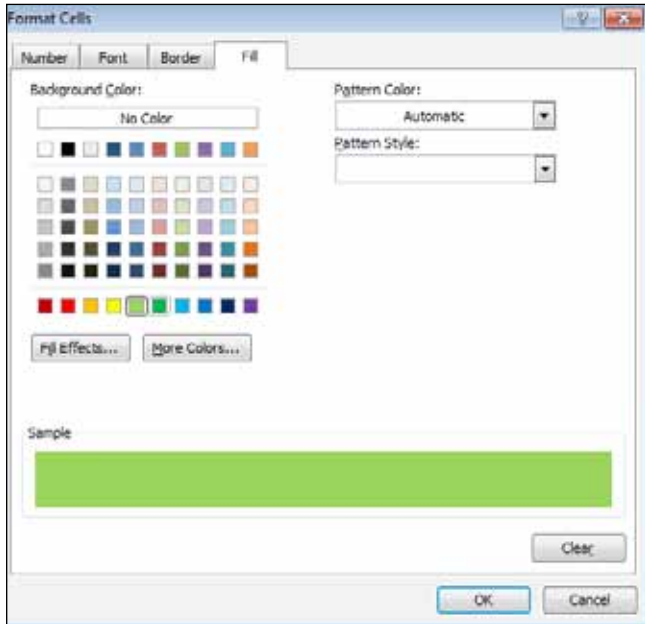 Format Cells
Number Font Border Fill
Background Color:
No Color
Pattern Color:
Automatic
Pattern Style:
Fill Effects... More Colors...
Sample
Clear
OK Cancel